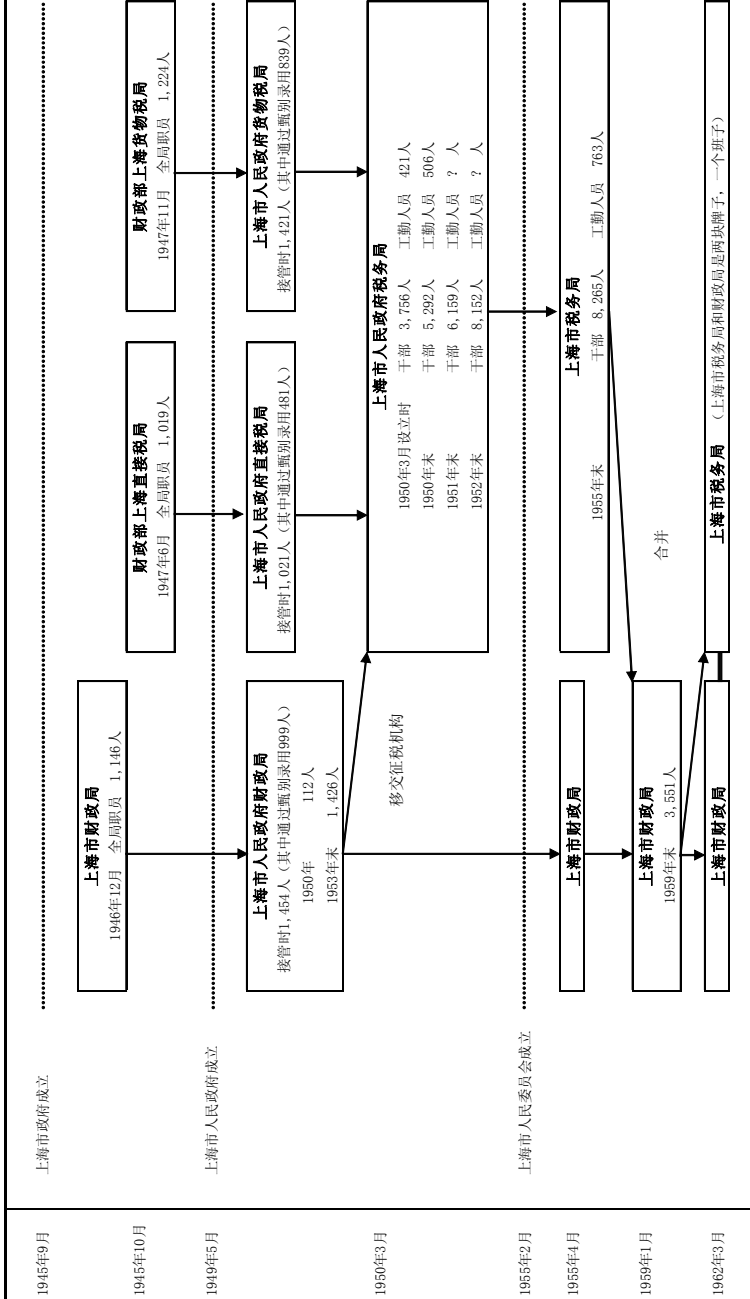 1945年9月
上海市政府成立
1945年10月
上海市财政局
1946年12月 全局职员 1,146人
财政部上海直接税局
1947年6月 全局职员 1,019人
财政部上海货物税局
1947年11月 全局职员 1,224人
1949年5月
上海市人民政府成立
上海市人民政府财政局
接管时1,454人（其中通过甄别录用999人）
1950年 112人
1953年末 1,426人
上海市人民政府直接税局
接管时1,021人（其中通过甄别录用481人）
上海市人民政府货物税局
接管时1,421人（其中通过甄别录用839人）
1950年3月
移交征税机构
上海市人民政府税务局
1950年3月设立时 干部 3,756人 工勤人员 421人
1950年末 干部 5,292人 工勤人员 506人
1951年末 干部 6,159人 工勤人员 ? 人
1952年末 干部 8,152人 工勤人员 ? 人
1955年2月
上海市人民委员会成立
1955年4月
上海市财政局
上海市税务局
1955年末 干部 8,265人 工勤人员 763人
1959年1月
上海市财政局
1959年末 3,551人
合并
1962年3月
上海市财政局
上海市税务局 （上海市税务局和财政局是两块牌子，一个班子）